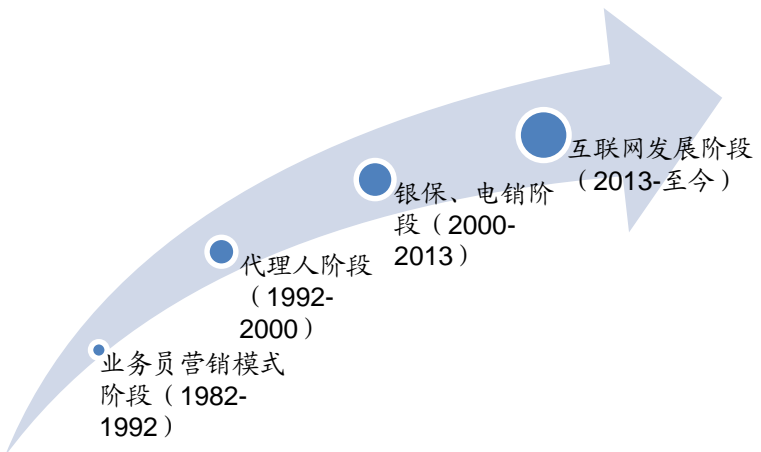 互联网发展阶段
（2013-至今）
银保、电销阶
段（2000-
2013）
代理人阶段
（1992-
2000）
业务员营销模式
阶段（1982-
1992）